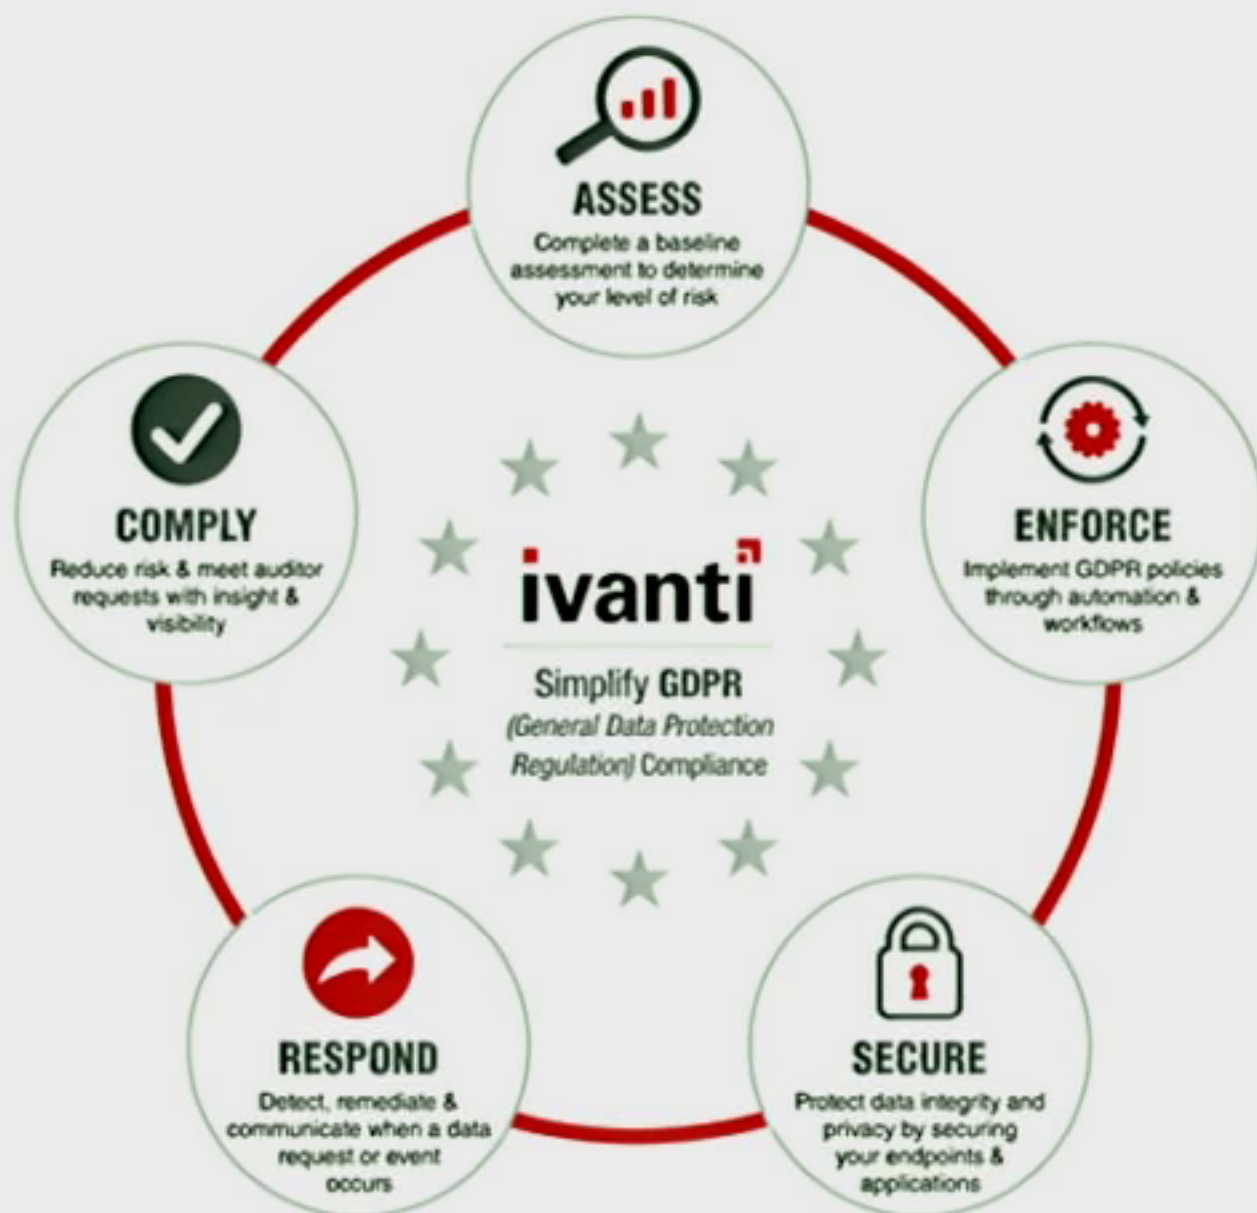 ASSESS
Complete a baseline
assessment to determine
your level of risk
ENFORCE
Implement GDPR policies
through automation &
workflows
SECURE
Protect data integrity and
privacy by securing
your endpoints &
applications
RESPOND
Detect, remediate &
communicate when a data
request or event
occurs
COMPLY
Reduce risk & meet auditor
requests with insight &
visibility
ivanti
Simplify GDPR
(General Data Protection
Regulation) Compliance